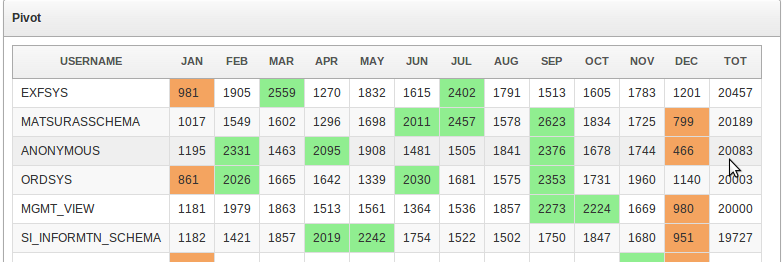 Pivot
USERNAME JAN FEB MAR APR MAY JUN JUL AUG SEP OCT NOV DEC TOT
EXFSYS 981 1905 2559 1270 1832 1615 2402 1791 1513 1605 1783 1201 20457
MATSURASSCHEMA 1017 1549 1602 1296 1698 2011 2457 1578 2623 1834 1725 799 20189
ANONYMOUS 1195 2331 1463 2095 1908 1481 1505 1841 2376 1678 1744 466 20083
ORDSYS 861 2026 1665 1642 1339 2030 1681 1575 2353 1731 1960 1140 20003
MGMT_VIEW 1181 1979 1863 1513 1561 1364 1536 1857 2273 2224 1669 980 20000
SI_INFORMTN_SCHEMA 1182 1421 1857 2019 2242 1754 1522 1502 1750 1847 1680 951 19727